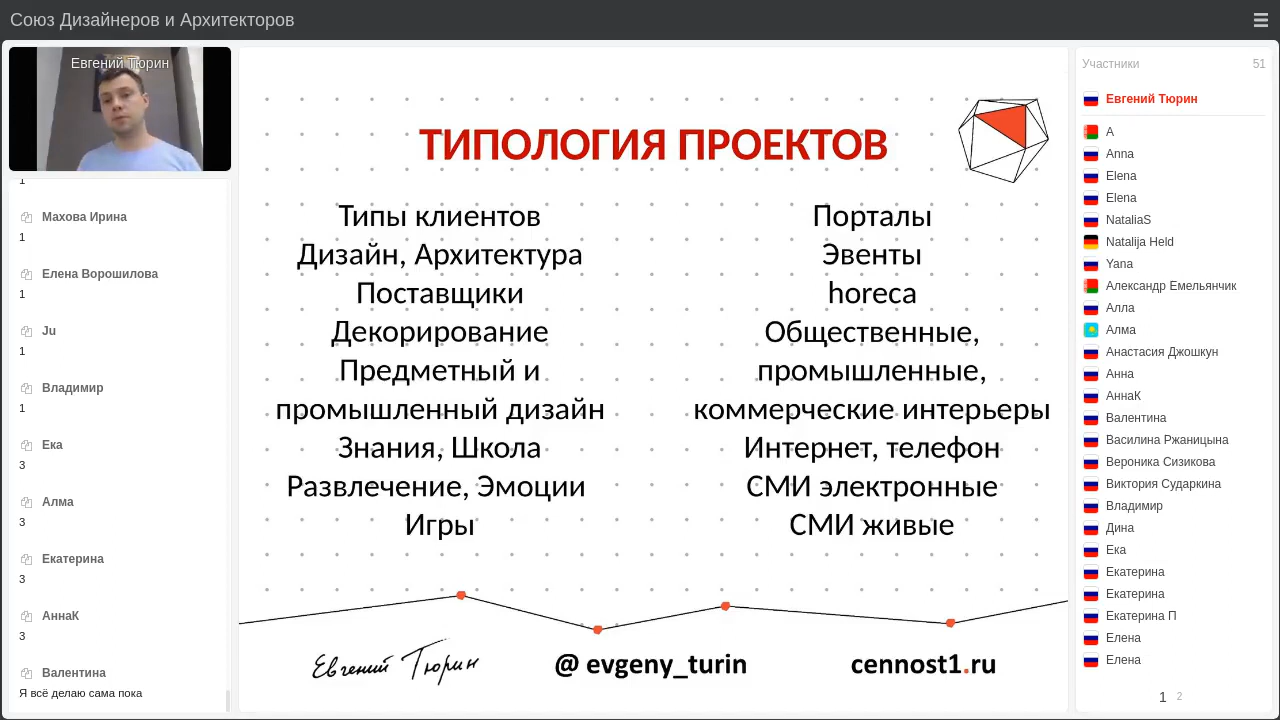 Союз Дизайнеров и Архитекторов
Евгений Тюрин
1
Махова Ирина
1
Елена Ворошилова
1
Ju
1
Владимир
1
Ека
3
Алма
3
Екатерина
3
АннаК
3
Валентина
Я всё делаю сама пока
ТИПОЛОГИЯ ПРОЕКТОВ
Типы клиентов
Дизайн, Архитектура
Поставщики
Декорирование
Предметный и
промышленный дизайн
Знания, Школа
Развлечение, Эмоции
Игры
Порталы
Эвенты
horeca
Общественные,
промышленные,
коммерческие интерьеры
Интернет, телефон
СМИ электронные
СМИ живые
Евгений Тюрин
@ evgeny_turin
cennost1.ru
Участники 51
Евгений Тюрин
А
Anna
Elena
Elena
NataliaS
Natalija Held
Yana
Александр Емельянчик
Алла
Алма
Анастасия Джошкун
Анна
АннаК
Валентина
Василина Ржаницына
Вероника Сизикова
Виктория Сударкина
Владимир
Дина
Ека
Екатерина
Екатерина
Екатерина П
Елена
Елена
1 2